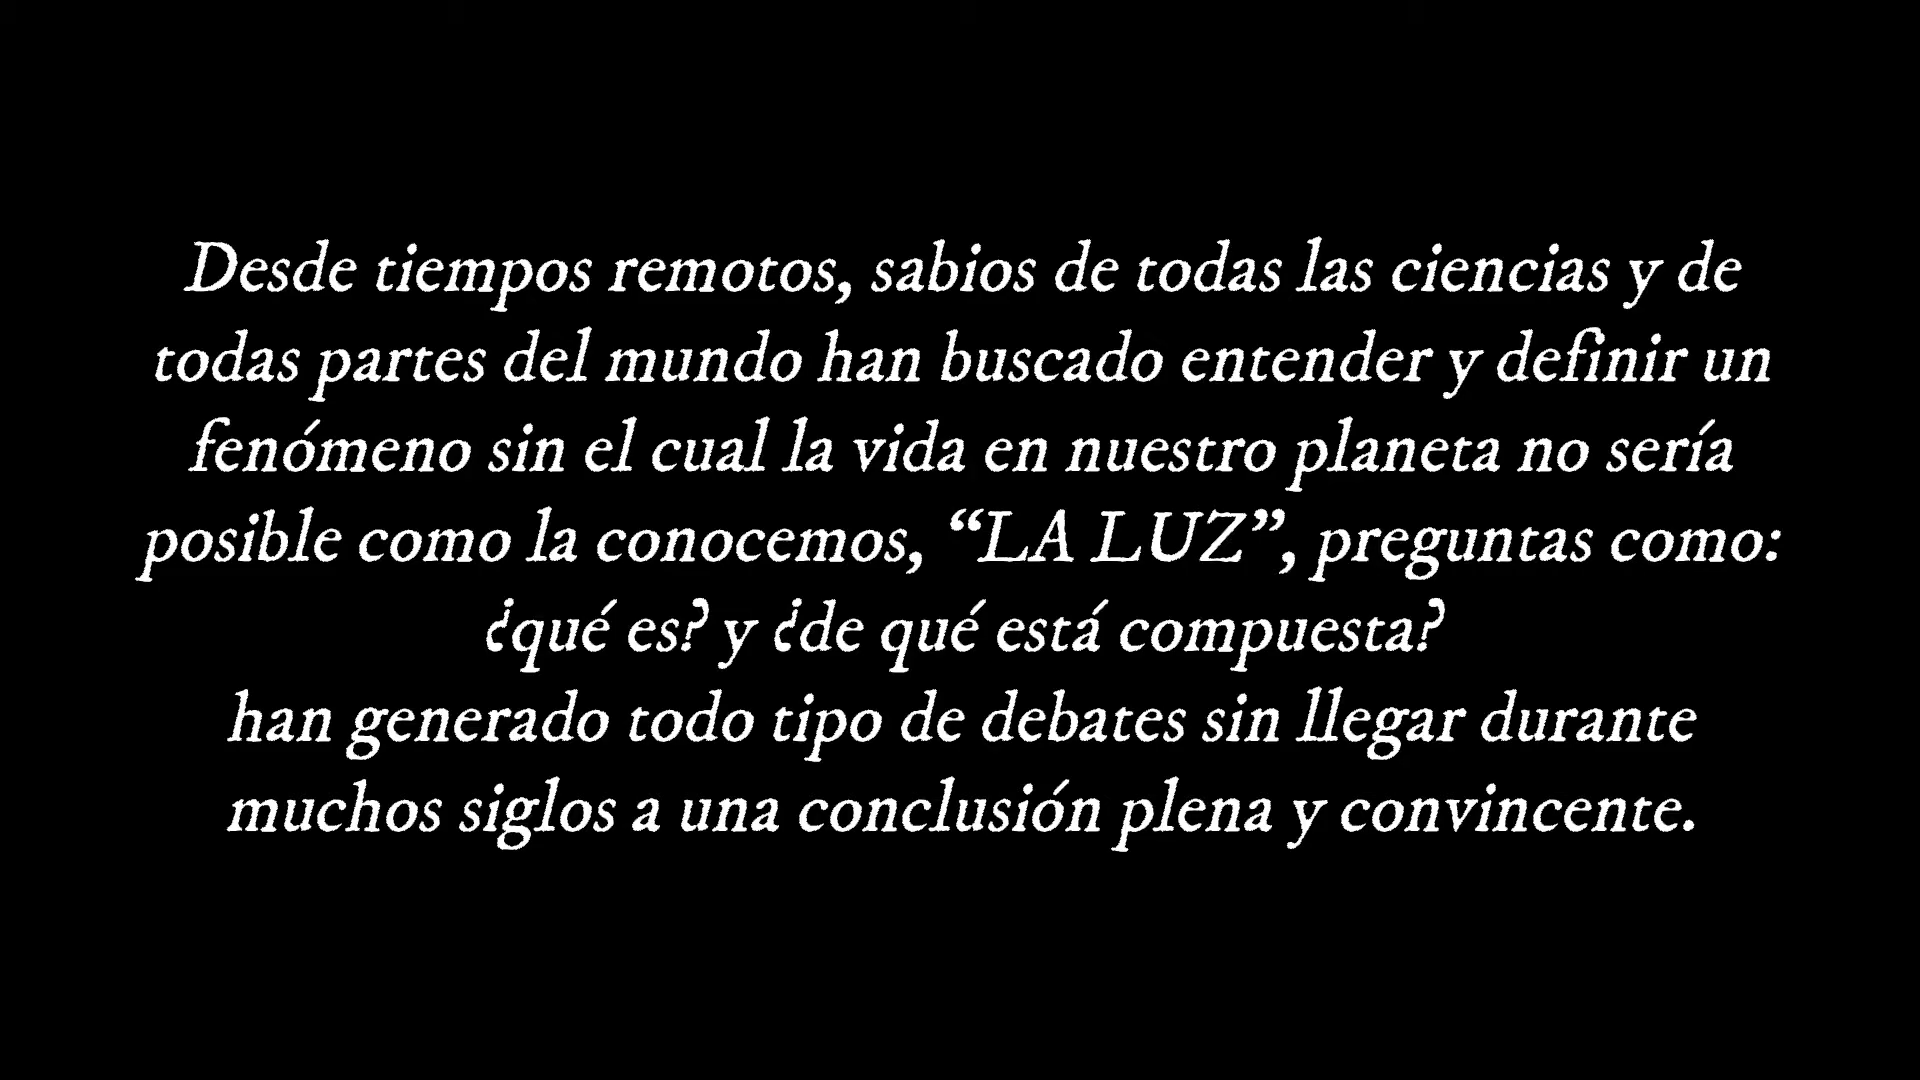 Desde tiempos remotos, sabios de todas las ciencias y de
todas partes del mundo han buscado entender y definir un
fenómeno sin el cual la vida en nuestro planeta no sería
posible como la conocemos, “LA LUZ”, preguntas como:
¿qué es? y ¿de qué está compuesta?
han generado todo tipo de debates sin llegar durante
muchos siglos a una conclusión plena y convincente.